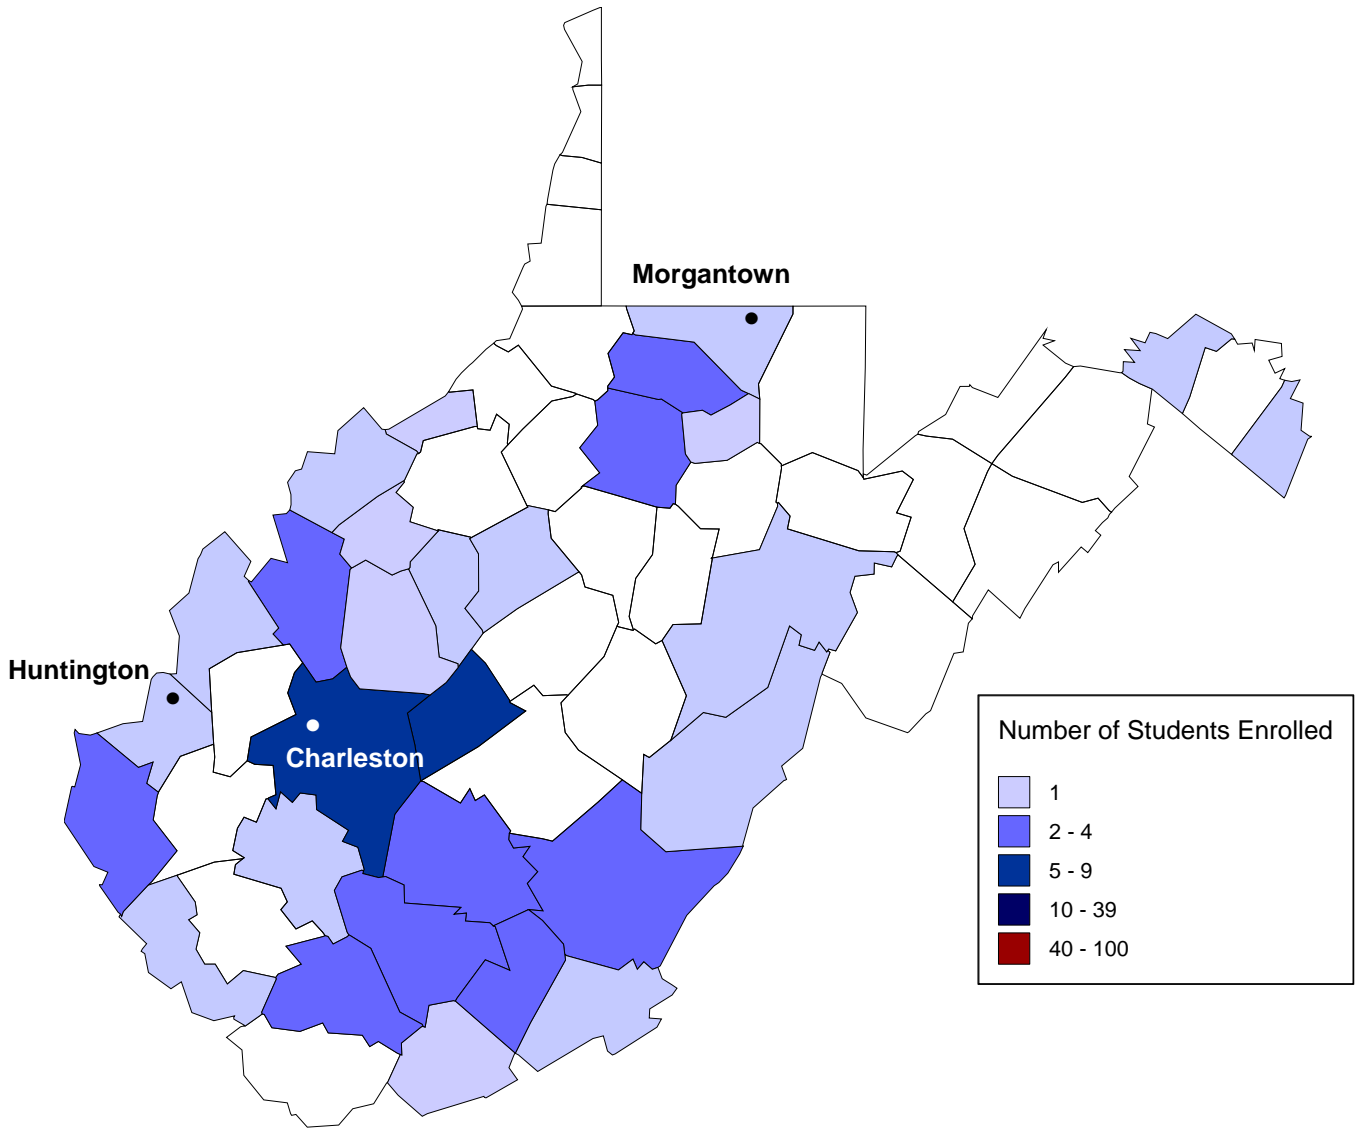 Morgantown
Huntington
Charleston
Number of Students Enrolled
1
2 - 4
5 - 9
10 - 39
40 - 100